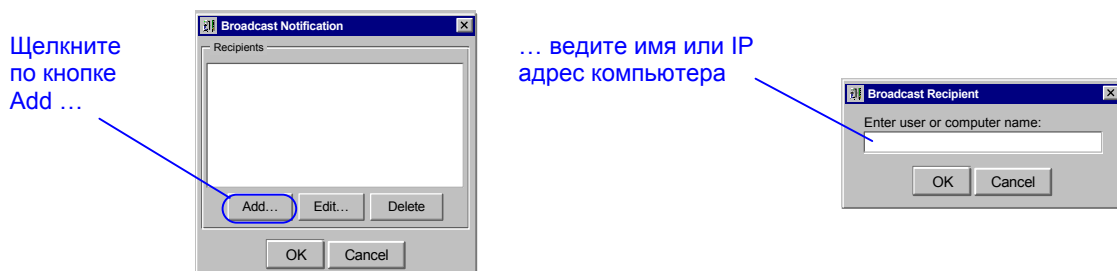 Щелкните
по кнопке
Add …
Broadcast Notification
Recipients
Add…
Edit…
Delete
OK
Cancel
… ведите имя или IP
адрес компьютера
Broadcast Recipient
Enter user or computer name:
OK
Cancel